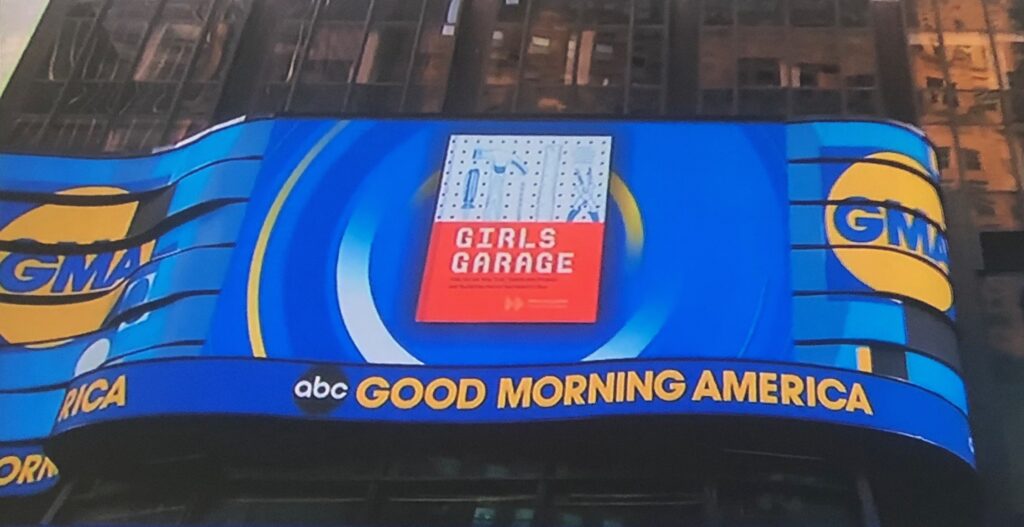 GIRLS
GARAGE
GMA
GMA
RICA
abc GOOD MORNING AMERICA
ORN